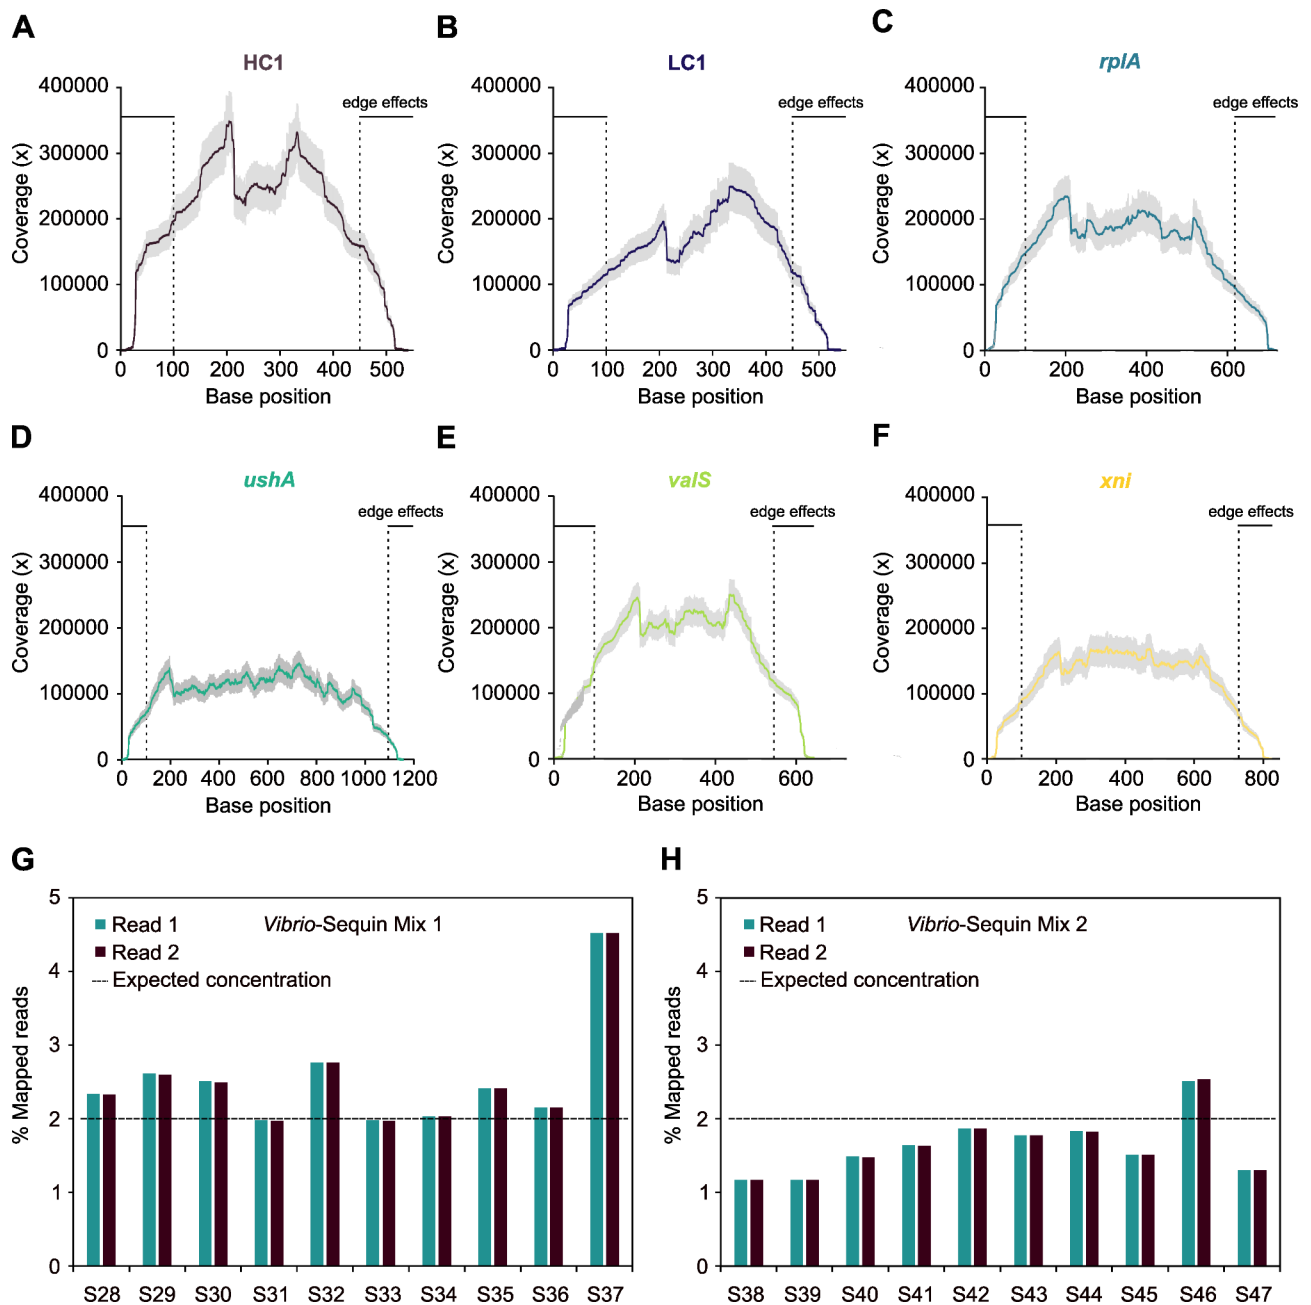 A
HC1
400000
300000
200000
100000
0
Coverage (x)
edge effects
0 100 200 300 400 500
Base position
B
LC1
400000
300000
200000
100000
0
Coverage (x)
edge effects
0 100 200 300 400 500
Base position
C
rplA
400000
300000
200000
100000
0
Coverage (x)
edge effects
0 200 400 600
Base position
D
ushA
400000
300000
200000
100000
0
Coverage (x)
edge effects
0 200 400 600 800 1000 1200
Base position
E
valS
400000
300000
200000
100000
0
Coverage (x)
edge effects
0 200 400 600
Base position
F
xni
400000
300000
200000
100000
0
Coverage (x)
edge effects
0 200 400 600 800
Base position
G
Vibrio-Sequin Mix 1
Read 1
Read 2
Expected concentration
% Mapped reads
5
4
3
2
1
0
S28 S29 S30 S31 S32 S33 S34 S35 S36 S37
H
Vibrio-Sequin Mix 2
Read 1
Read 2
Expected concentration
% Mapped reads
5
4
3
2
1
0
S38 S39 S40 S41 S42 S43 S44 S45 S46 S47